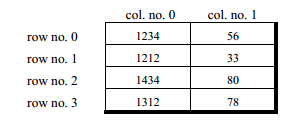 col. no. 0 col. no. 1
row no. 0 1234 56
row no. 1 1212 33
row no. 2 1434 80
row no. 3 1312 78